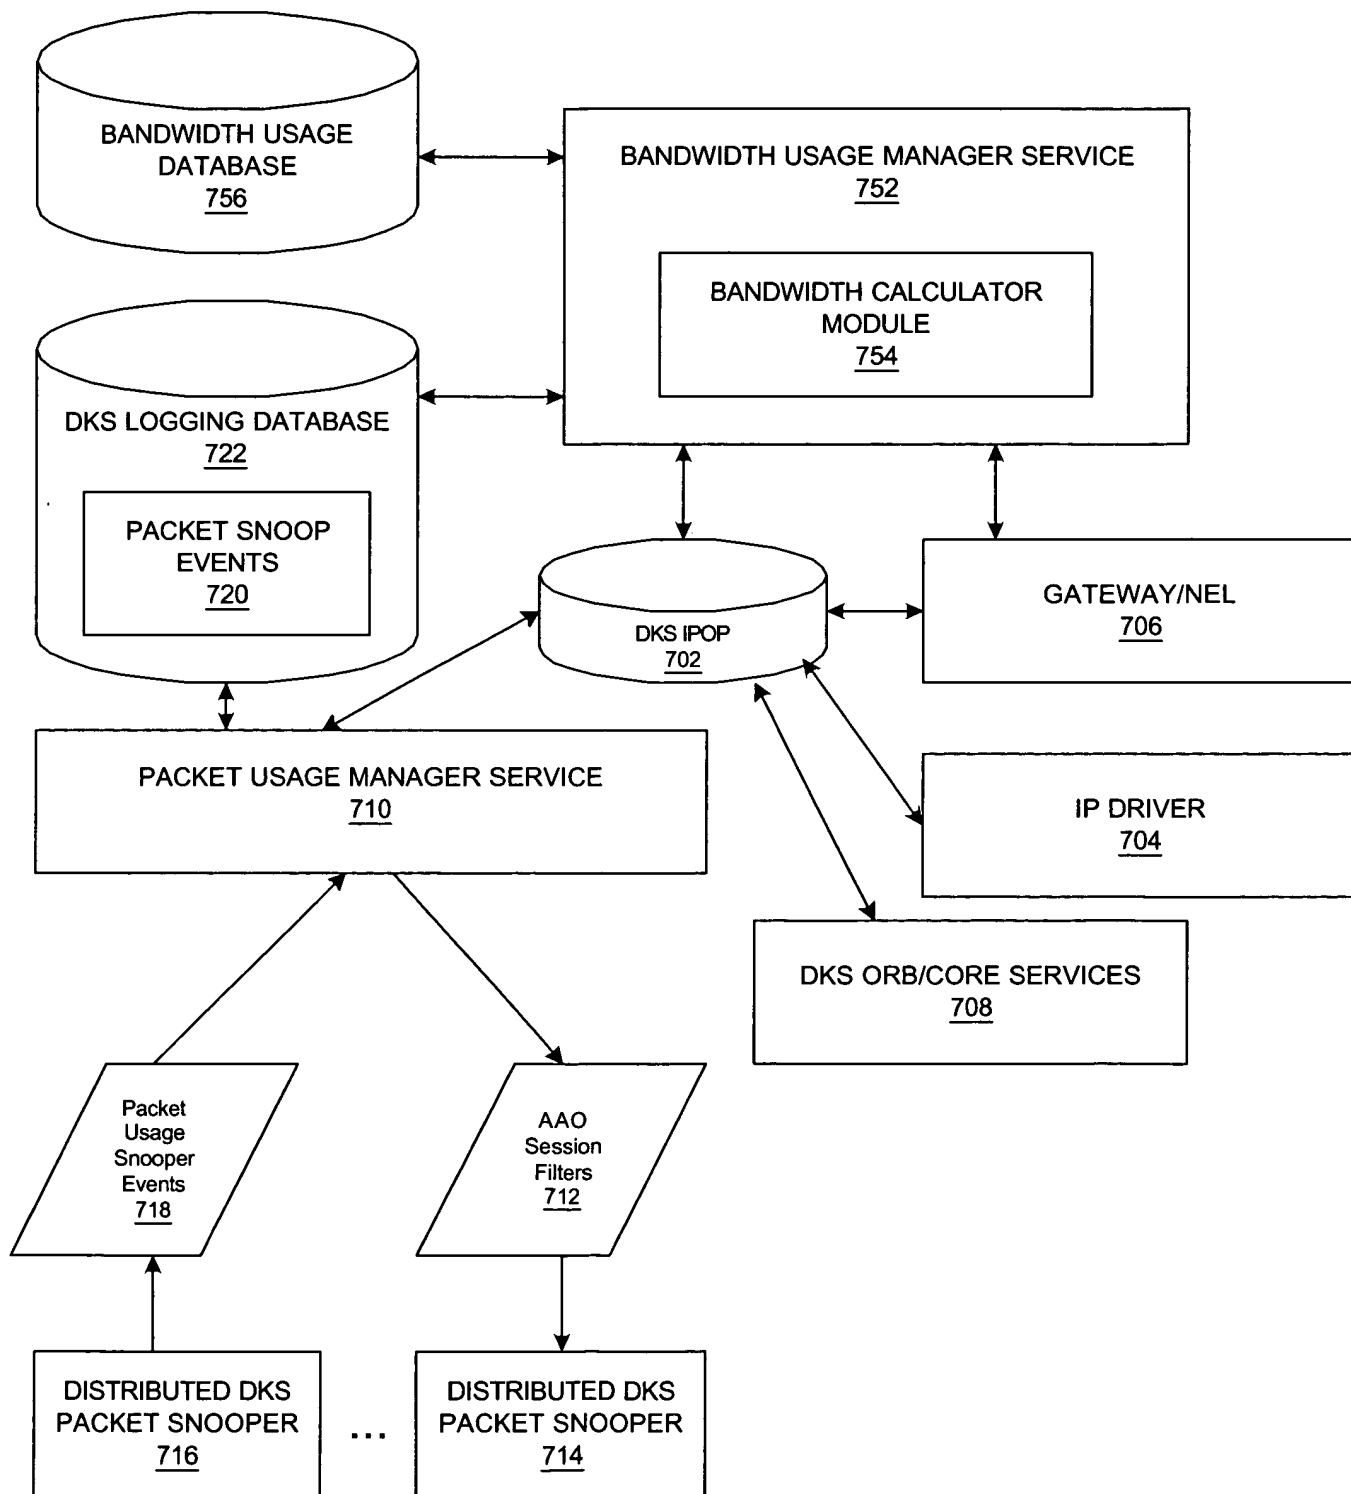 BANDWIDTH USAGE
DATABASE
756
BANDWIDTH USAGE MANAGER SERVICE
752
BANDWIDTH CALCULATOR
MODULE
754
DKS LOGGING DATABASE
722
PACKET SNOOP
EVENTS
720
DKS IPOP
702
GATEWAY/NEL
706
PACKET USAGE MANAGER SERVICE
710
IP DRIVER
704
DKS ORB/CORE SERVICES
708
Packet
Usage
Snooper
Events
718
AAO
Session
Filters
712
DISTRIBUTED DKS
PACKET SNOOPER
716
...
DISTRIBUTED DKS
PACKET SNOOPER
714